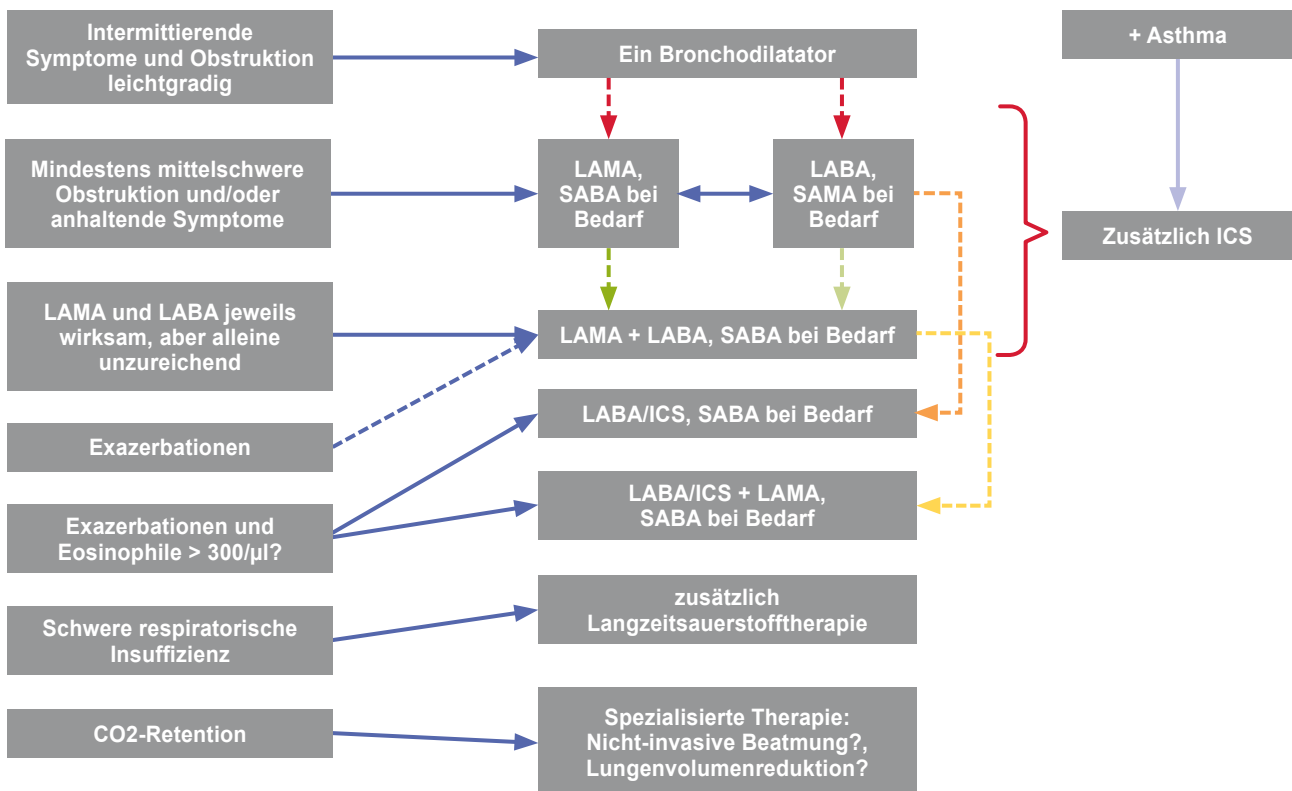 Intermittierende
Symptome und Obstruktion
leichtgradig
Ein Bronchodilatator
+ Asthma
Mindestens mittelschwere
Obstruktion und/oder
anhaltende Symptome
LAMA,
SABA bei
Bedarf
LABA,
SAMA bei
Bedarf
Zusätzlich ICS
LAMA und LABA jeweils
wirksam, aber alleine
unzureichend
LAMA + LABA, SABA bei Bedarf
LABA/ICS, SABA bei Bedarf
Exazerbationen
LABA/ICS + LAMA,
SABA bei Bedarf
Exazerbationen und
Eosinophile > 300/µl?
zusätzlich
Langzeitsauerstofftherapie
Schwere respiratorische
Insuffizienz
CO2-Retention
Spezialisierte Therapie:
Nicht-invasive Beatmung?,
Lungenvolumenreduktion?